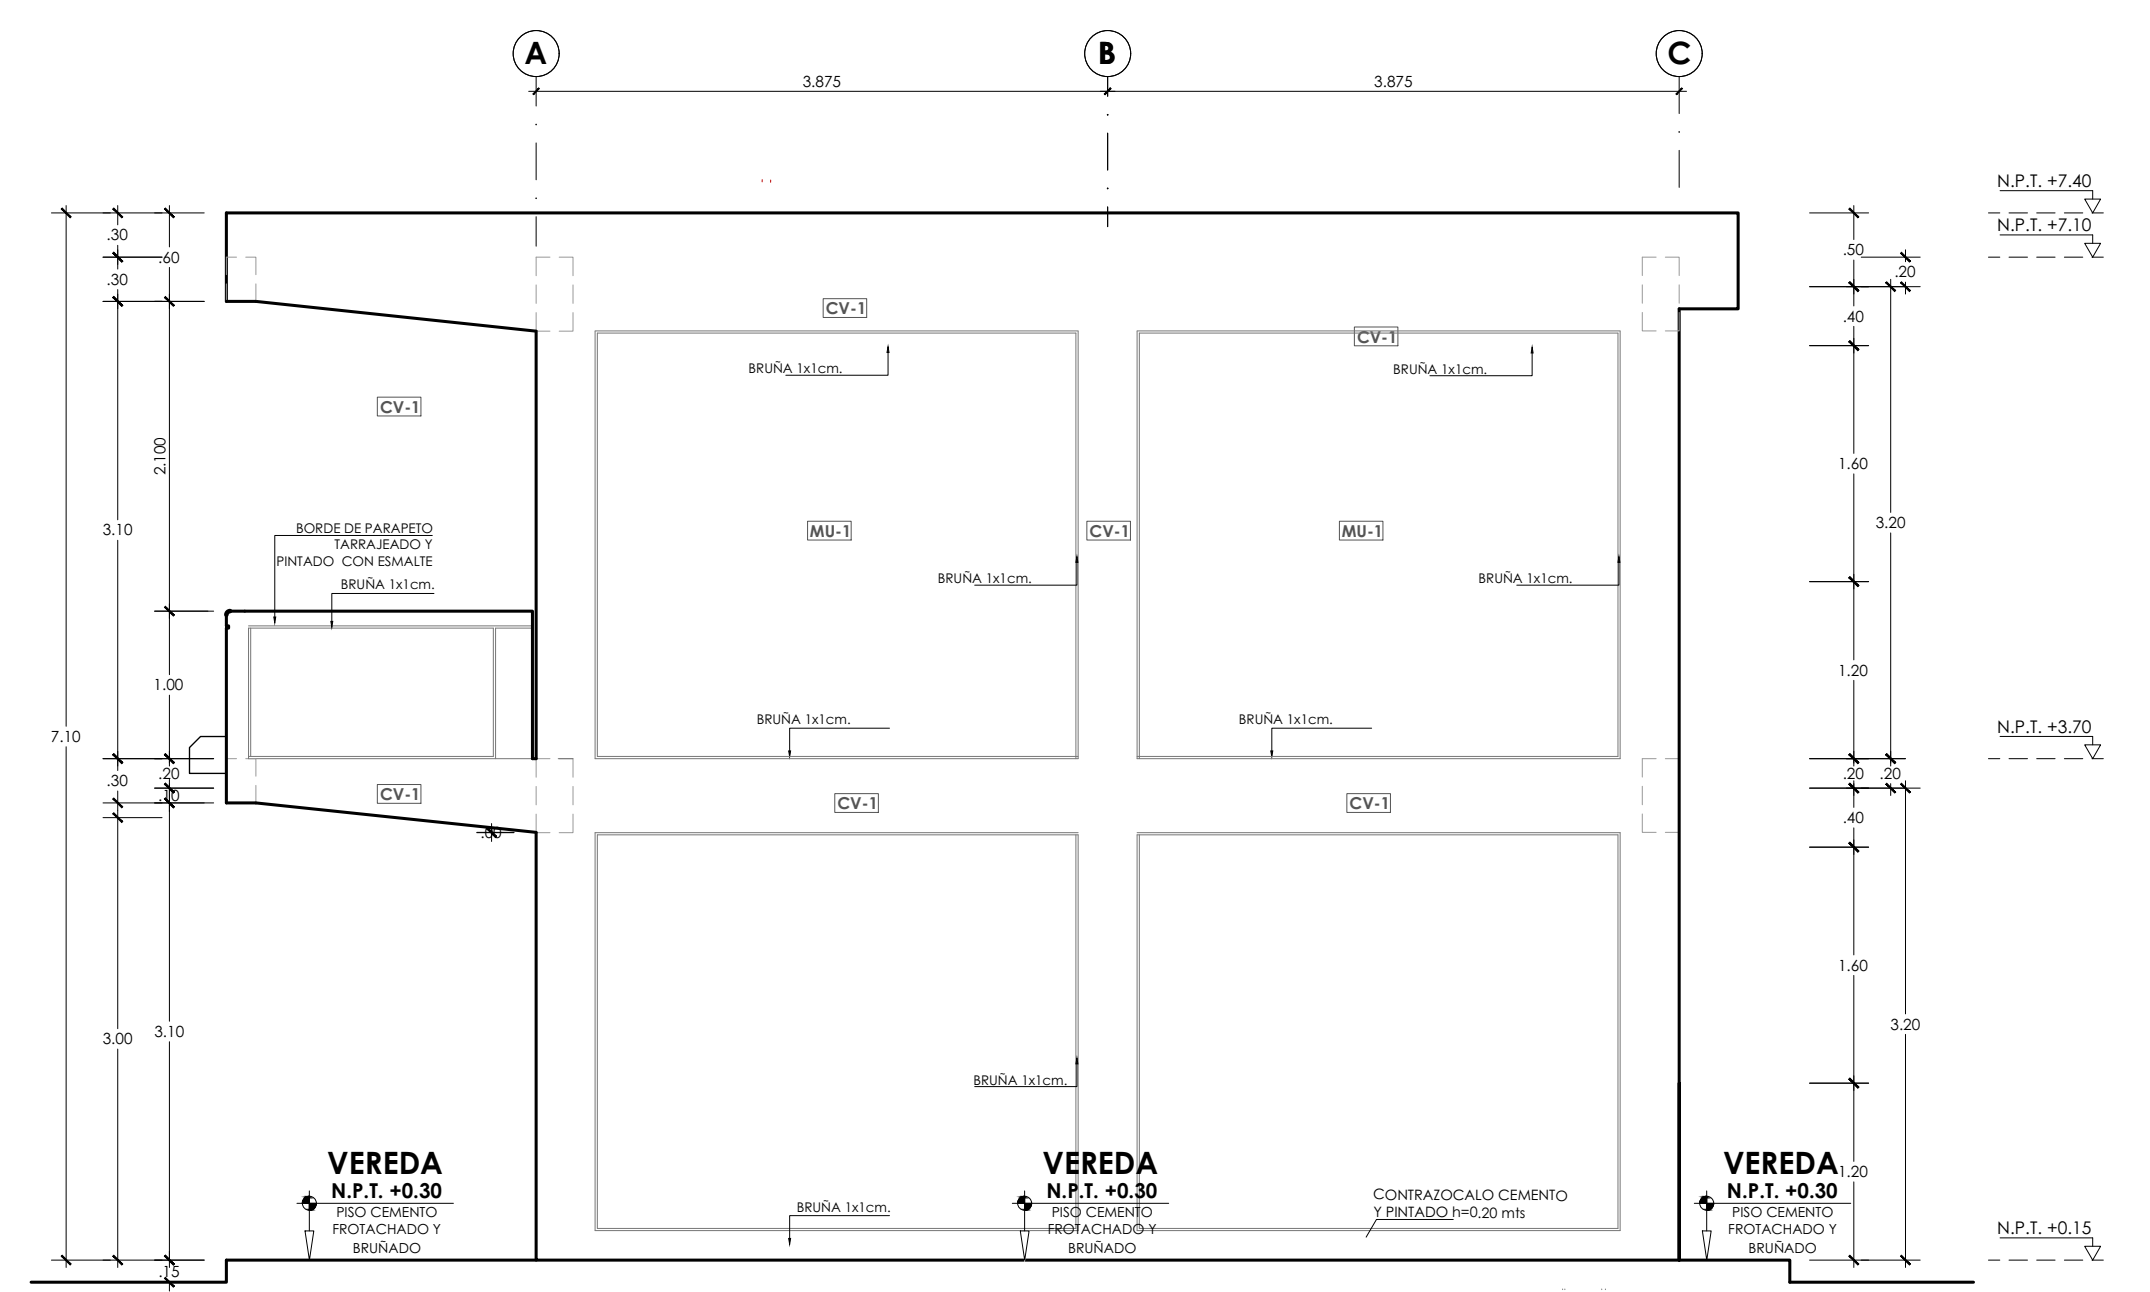 A
B
C
3.875
3.875
N.P.T. +7.40
N.P.T. +7.10
.30
.60
.30
.50
.20
CV-1
CV-1
.40
BRUÑA 1x1cm.
BRUÑA 1x1cm.
CV-1
2.100
1.60
3.10
BORDE DE PARAPETO
TARRAJEADO Y
PINTADO CON ESMALTE
BRUÑA 1x1cm.
MU-1
CV-1
MU-1
3.20
BRUÑA 1x1cm.
BRUÑA 1x1cm.
1.00
1.20
BRUÑA 1x1cm.
BRUÑA 1x1cm.
N.P.T. +3.70
7.10
.20
.30
.10
CV-1
CV-1
CV-1
.20
.20
.40
.00
1.60
3.00
3.10
3.20
BRUÑA 1x1cm.
VEREDA
N.P.T. +0.30
PISO CEMENTO
FROTACHADO Y
BRUÑADO
BRUÑA 1x1cm.
VEREDA
N.P.T. +0.30
PISO CEMENTO
FROTACHADO Y
BRUÑADO
CONTRAZOCALO CEMENTO
Y PINTADO h=0.20 mts
VEREDA
N.P.T. +0.30
PISO CEMENTO
FROTACHADO Y
BRUÑADO
1.20
N.P.T. +0.15
.15